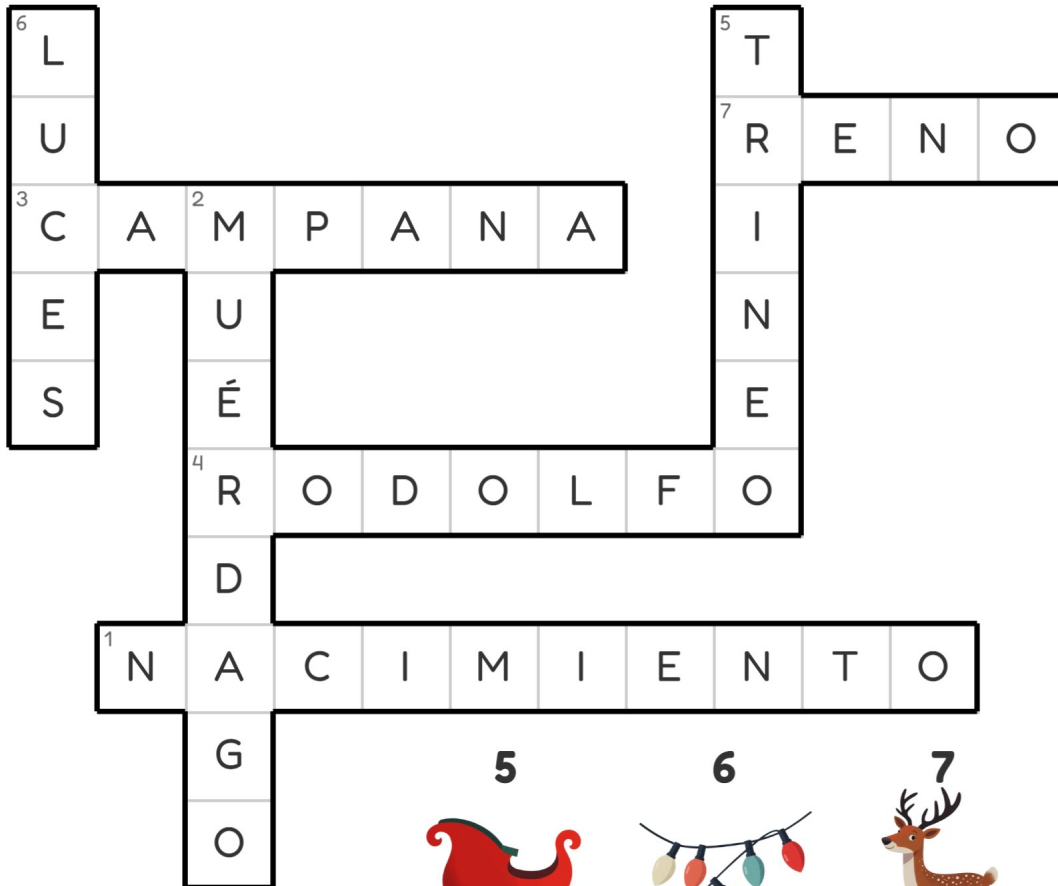 6 L 5 T
U 7 R E N O
3 C A 2 M P A N A I
E U N
S É E
4 R O D O L F O
D
1 N A C I M I E N T O
G
O
5 6 7